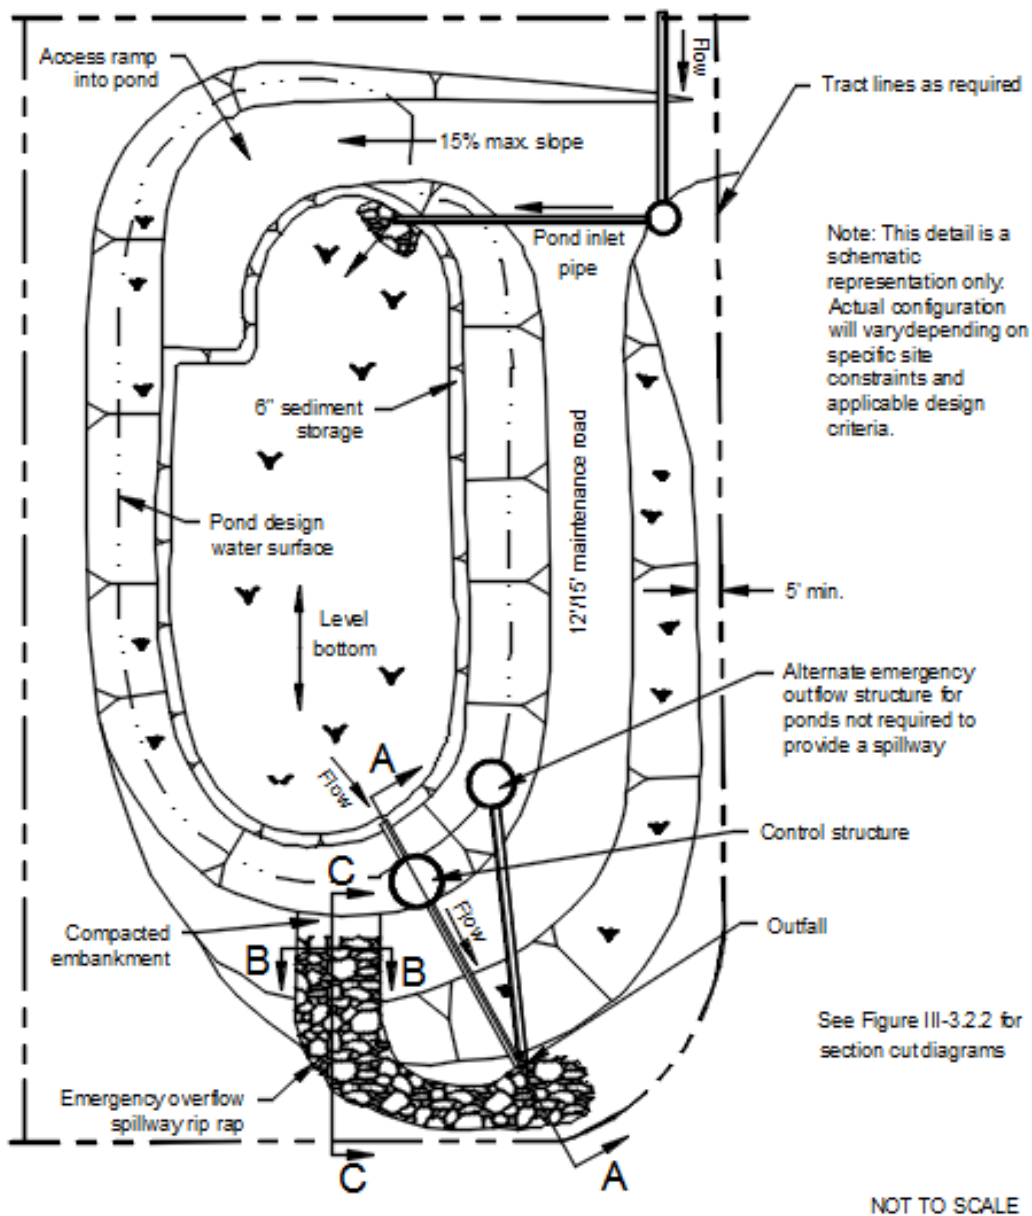 Access ramp
into pond
Flow
Tract lines as required
15% max. slope
Pond inlet
pipe
Note: This detail is a
schematic
representation only.
Actual configuration
will varydepending on
specific site
constraints and
applicable design
criteria.
6" sediment
storage
12'/15' maintenance road
Pond design
water surface
5' min.
Level
bottom
Alternate emergency
outflow structure for
ponds not required to
provide a spillway
A
Flow
Control structure
C
Flow
Outfall
Compacted
embankment
B
B
See Figure III-3.2.2 for
section cut diagrams
Emergency overflow
spillway rip rap
C
A
NOT TO SCALE